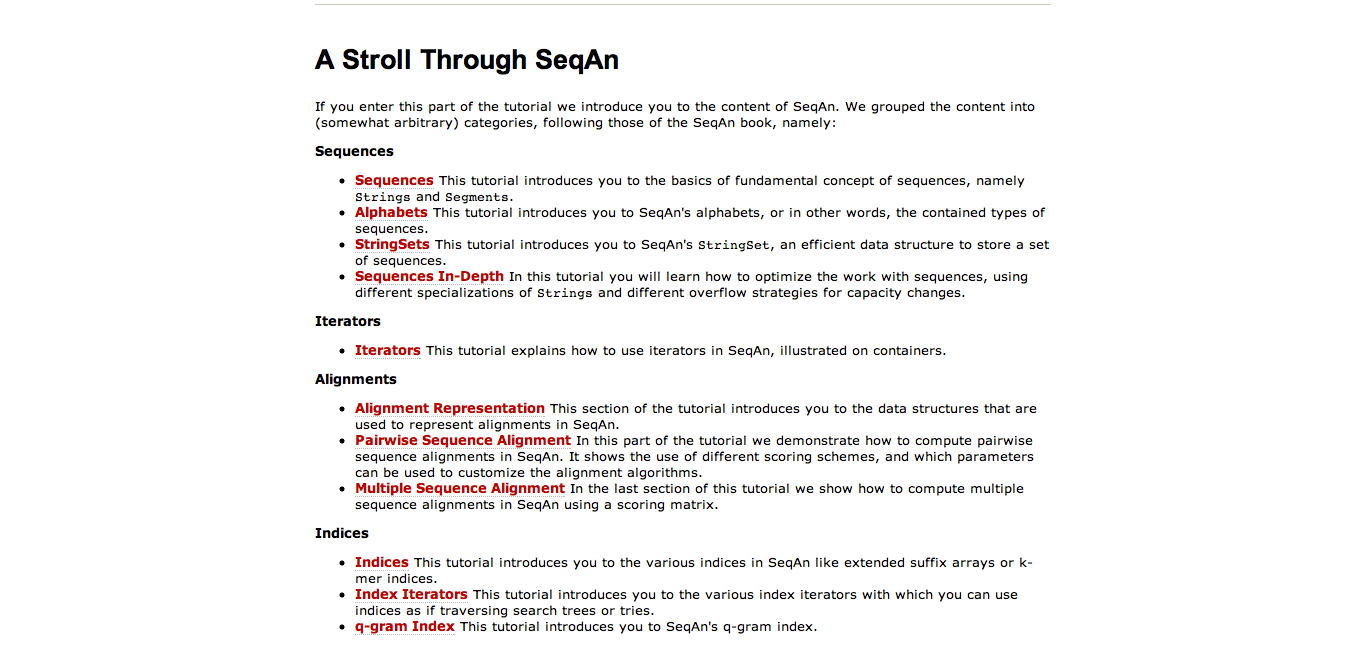 A Stroll Through SeqAn
If you enter this part of the tutorial we introduce you to the content of SeqAn. We grouped the content into
(somewhat arbitrary) categories, following those of the SeqAn book, namely:
Sequences
• Sequences This tutorial introduces you to the basics of fundamental concept of sequences, namely
Strings and Segments.
• Alphabets This tutorial introduces you to SeqAn's alphabets, or in other words, the contained types of
sequences.
• StringSets This tutorial introduces you to SeqAn's StringSet, an efficient data structure to store a set
of sequences.
• Sequences In-Depth In this tutorial you will learn how to optimize the work with sequences, using
different specializations of Strings and different overflow strategies for capacity changes.
Iterators
• Iterators This tutorial explains how to use iterators in SeqAn, illustrated on containers.
Alignments
• Alignment Representation This section of the tutorial introduces you to the data structures that are
used to represent alignments in SeqAn.
• Pairwise Sequence Alignment In this part of the tutorial we demonstrate how to compute pairwise
sequence alignments in SeqAn. It shows the use of different scoring schemes, and which parameters
can be used to customize the alignment algorithms.
• Multiple Sequence Alignment In the last section of this tutorial we show how to compute multiple
sequence alignments in SeqAn using a scoring matrix.
Indices
• Indices This tutorial introduces you to the various indices in SeqAn like extended suffix arrays or k-
mer indices.
• Index Iterators This tutorial introduces you to the various index iterators with which you can use
indices as if traversing search trees or tries.
• q-gram Index This tutorial introduces you to SeqAn's q-gram index.